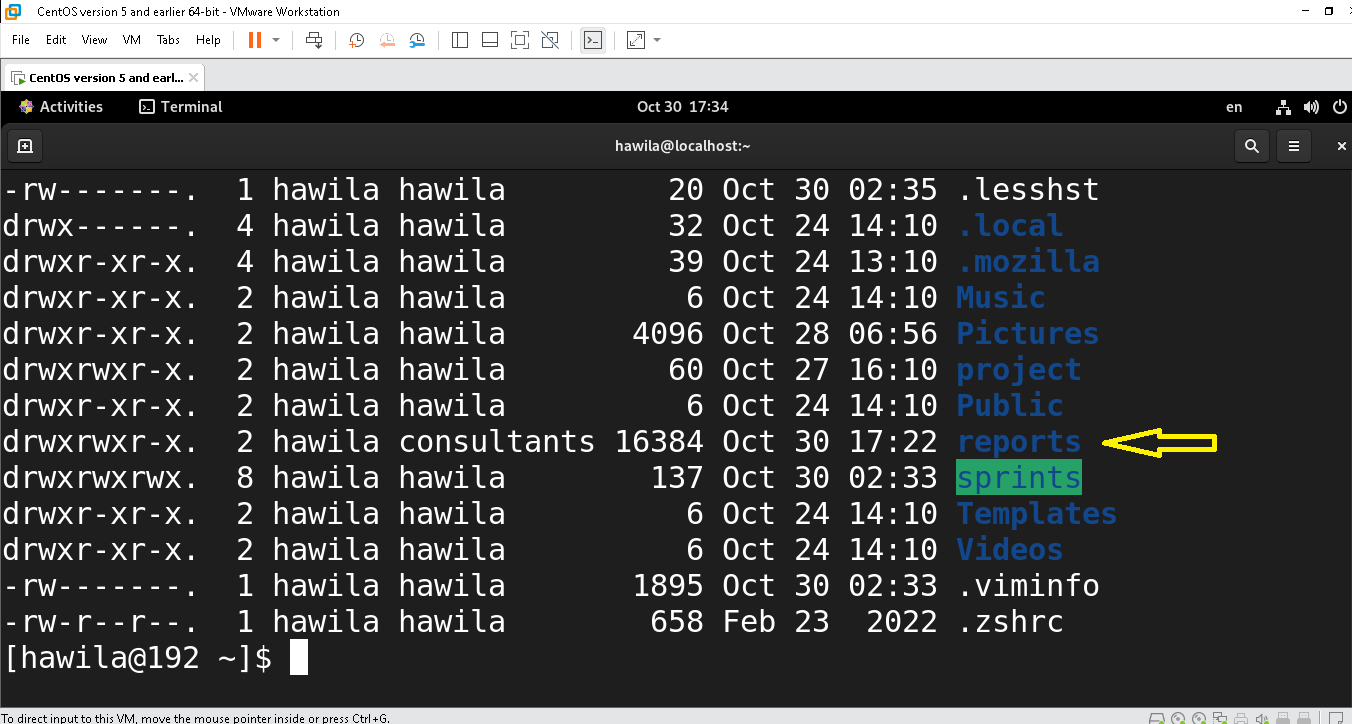 CentOS version 5 and earlier 64-bit - VMware Workstation
File Edit View VM Tabs Help
CentOS version 5 and earl...
Activities Terminal Oct 30 17:34 en
hawila@localhost:~
-rw-------. 1 hawila hawila 20 Oct 30 02:35 .lesshst
drwx------. 4 hawila hawila 32 Oct 24 14:10 .local
drwxr-xr-x. 4 hawila hawila 39 Oct 24 13:10 .mozilla
drwxr-xr-x. 2 hawila hawila 6 Oct 24 14:10 Music
drwxr-xr-x. 2 hawila hawila 4096 Oct 28 06:56 Pictures
drwxrwxr-x. 2 hawila hawila 60 Oct 27 16:10 project
drwxr-xr-x. 2 hawila hawila 6 Oct 24 14:10 Public
drwxrwxr-x. 2 hawila consultants 16384 Oct 30 17:22 reports
drwxrwxrwx. 8 hawila hawila 137 Oct 30 02:33 sprints
drwxr-xr-x. 2 hawila hawila 6 Oct 24 14:10 Templates
drwxr-xr-x. 2 hawila hawila 6 Oct 24 14:10 Videos
-rw-------. 1 hawila hawila 1895 Oct 30 02:33 .viminfo
-rw-r--r--. 1 hawila hawila 658 Feb 23 2022 .zshrc
[hawila@192 ~]$
To direct input to this VM, move the mouse pointer inside or press Ctrl+G.